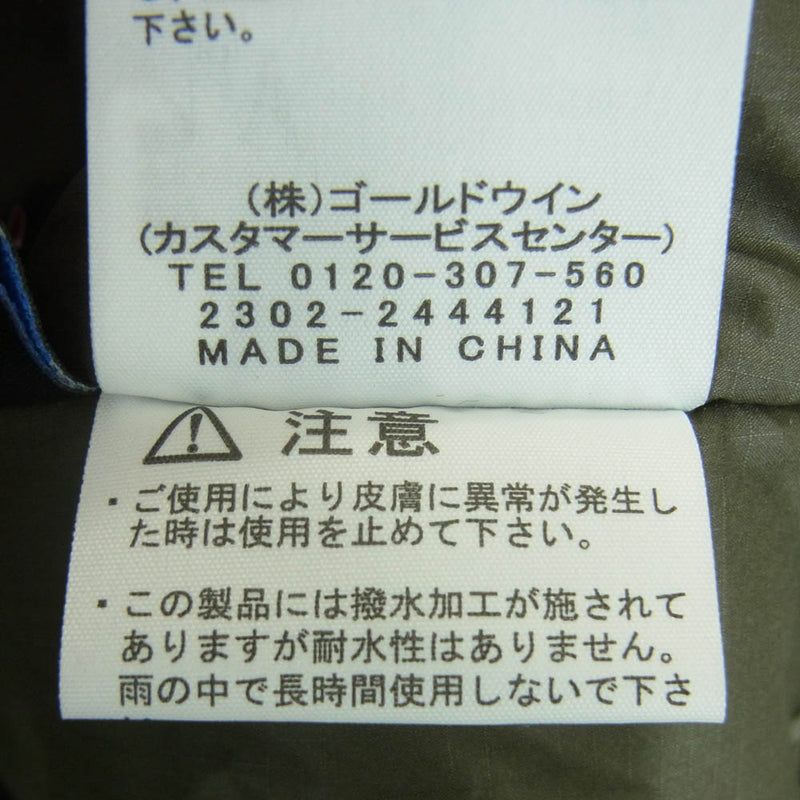 下さい。
(株)ゴールドウイン
(カスタマーサービスセンター)
TEL 0120-307-560
2302-2444121
MADE IN CHINA
注意
・ご使用により皮膚に異常が発生し
た時は使用を止めて下さい。
・この製品には撥水加工が施されて
ありますが耐水性はありません。
雨の中で長時間使用しないで下さ